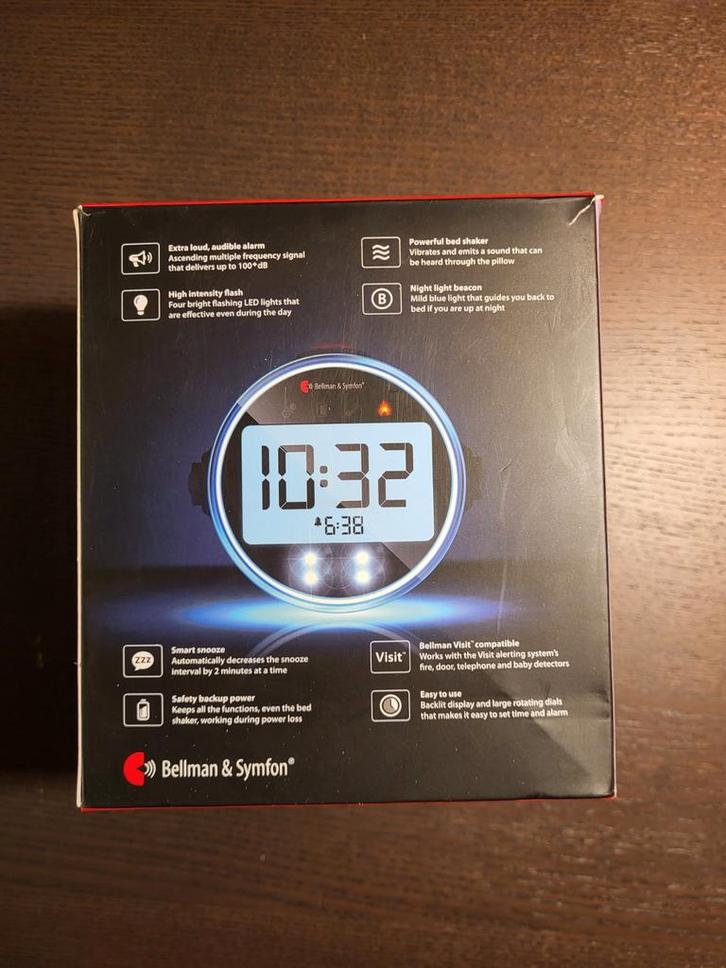 Extra loud, audible alarm
Ascending multiple frequency signal
that delivers up to 100+dB
Powerful bed shaker
Vibrates and emits a sound that can
be heard through the pillow
High intensity flash
Four bright flashing LED lights that
are effective even during the day
B
Night light beacon
Mild blue light that guides you back to
bed if you are up at night
Bellman & Symfon®
10:32
6:38
zzz
Smart snooze
Automatically decreases the snooze
interval by 2 minutes at a time
Visit™
Bellman Visit™ compatible
Works with the Visit alerting system's
fire, door, telephone and baby detectors
Safety backup power
Keeps all the functions, even the bed
shaker, working during power loss
Easy to use
Backlit display and large rotating dials
that makes it easy to set time and alarm
Bellman & Symfon®